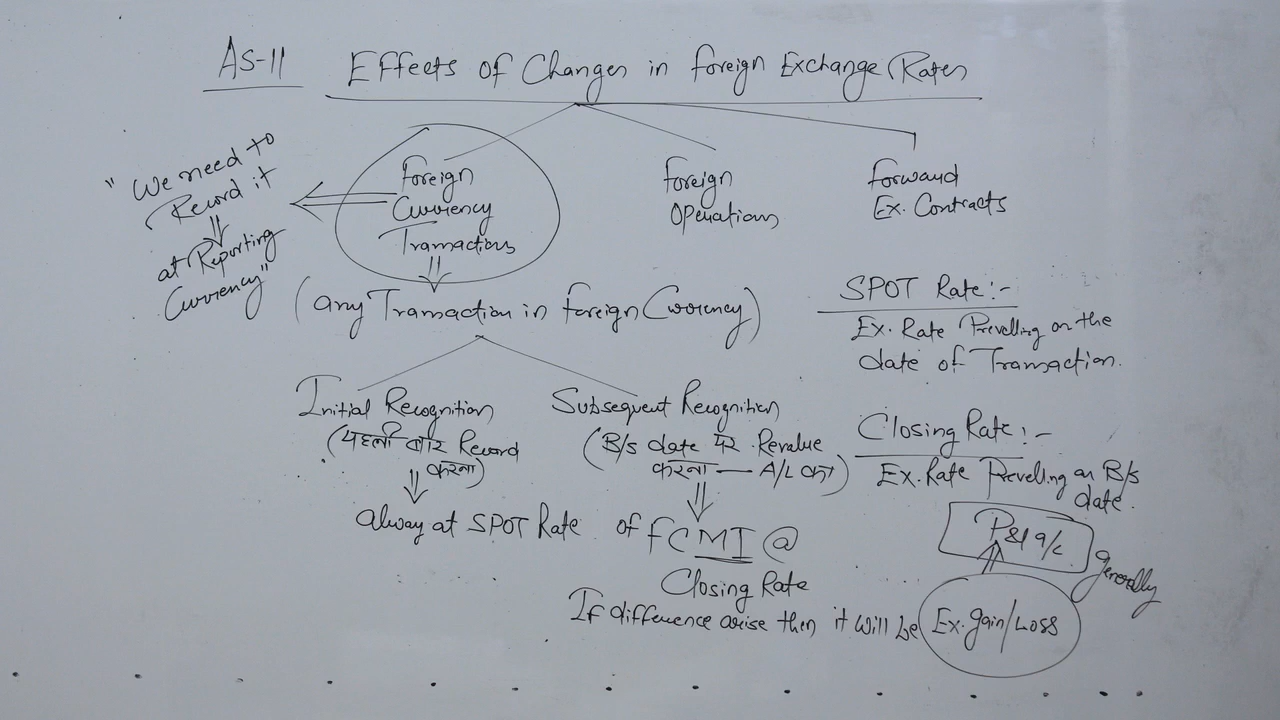 AS-11 Effects of Changes in Foreign Exchange Rates
"We need to
Record it
⇓
at Reporting
Currency"
Foreign
Currency
Transactions
Foreign
Operations
Forward
Ex. Contracts
(Any Transaction in Foreign Currency)
Initial Recognition
(पहली बार Record
करना)
Always at SPOT Rate
Subsequent Recognition
(B/s date पर Revalue
करना — A/L का)
of FCMI @
Closing Rate
If difference arise then it will be Ex. gain/Loss
SPOT Rate:-
Ex. Rate Prevelling on the
date of Transaction.
Closing Rate:-
Ex. Rate Prevelling on B/s
date.
P&l a/c
generally